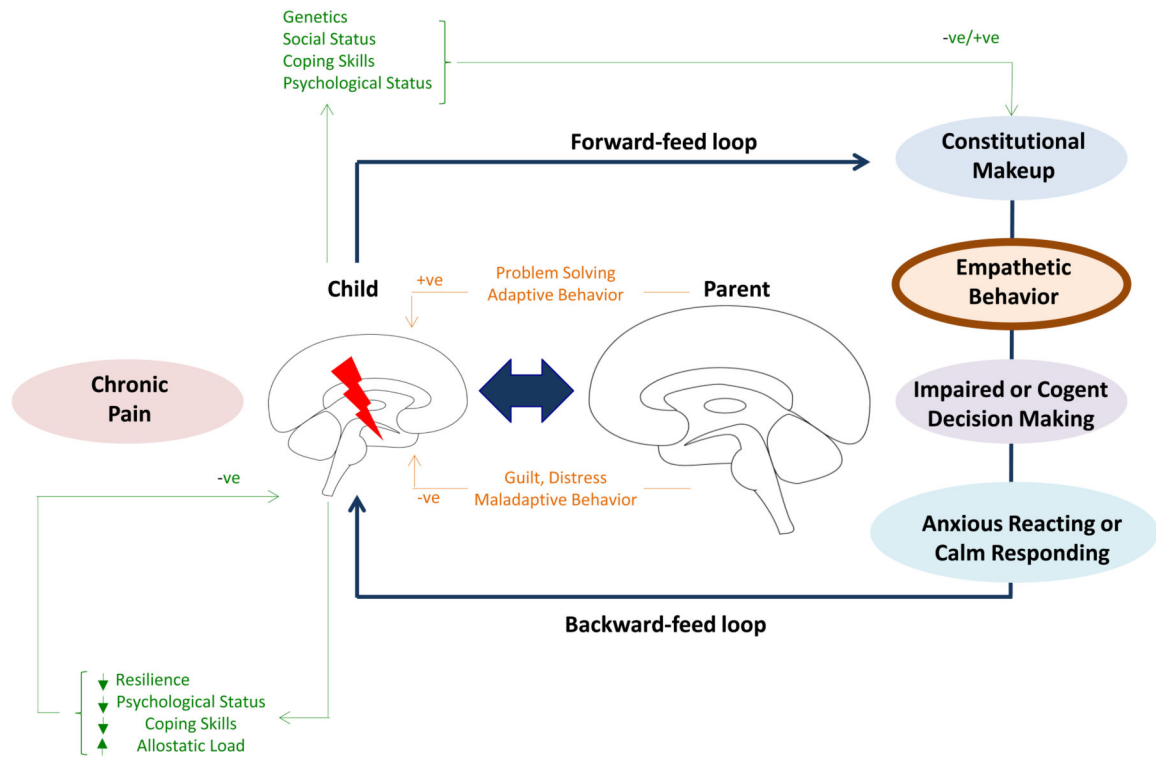 Genetics
Social Status
Coping Skills
Psychological Status
-ve/+ve
Forward-feed loop
Constitutional
Makeup
Empathetic
Behavior
Child
+ve
Problem Solving
Adaptive Behavior
Parent
Chronic
Pain
Impaired or Cogent
Decision Making
-ve
Guilt, Distress
Maladaptive Behavior
-ve
Anxious Reacting or
Calm Responding
Backward-feed loop
Resilience
Psychological Status
Coping Skills
Allostatic Load